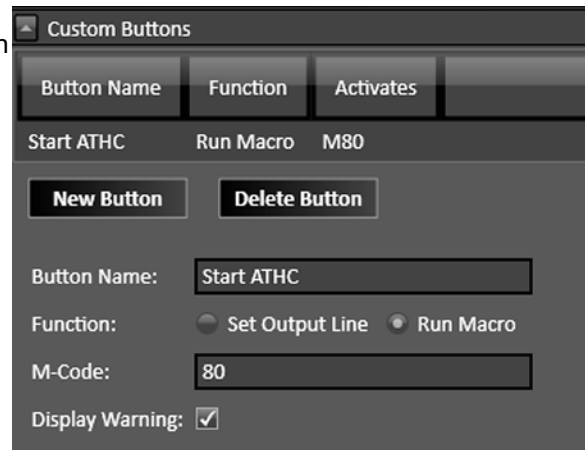 Custom Buttons
Button Name Function Activates
Start ATHC Run Macro M80
New Button Delete Button
Button Name: Start ATHC
Function: Set Output Line Run Macro
M-Code: 80
Display Warning: